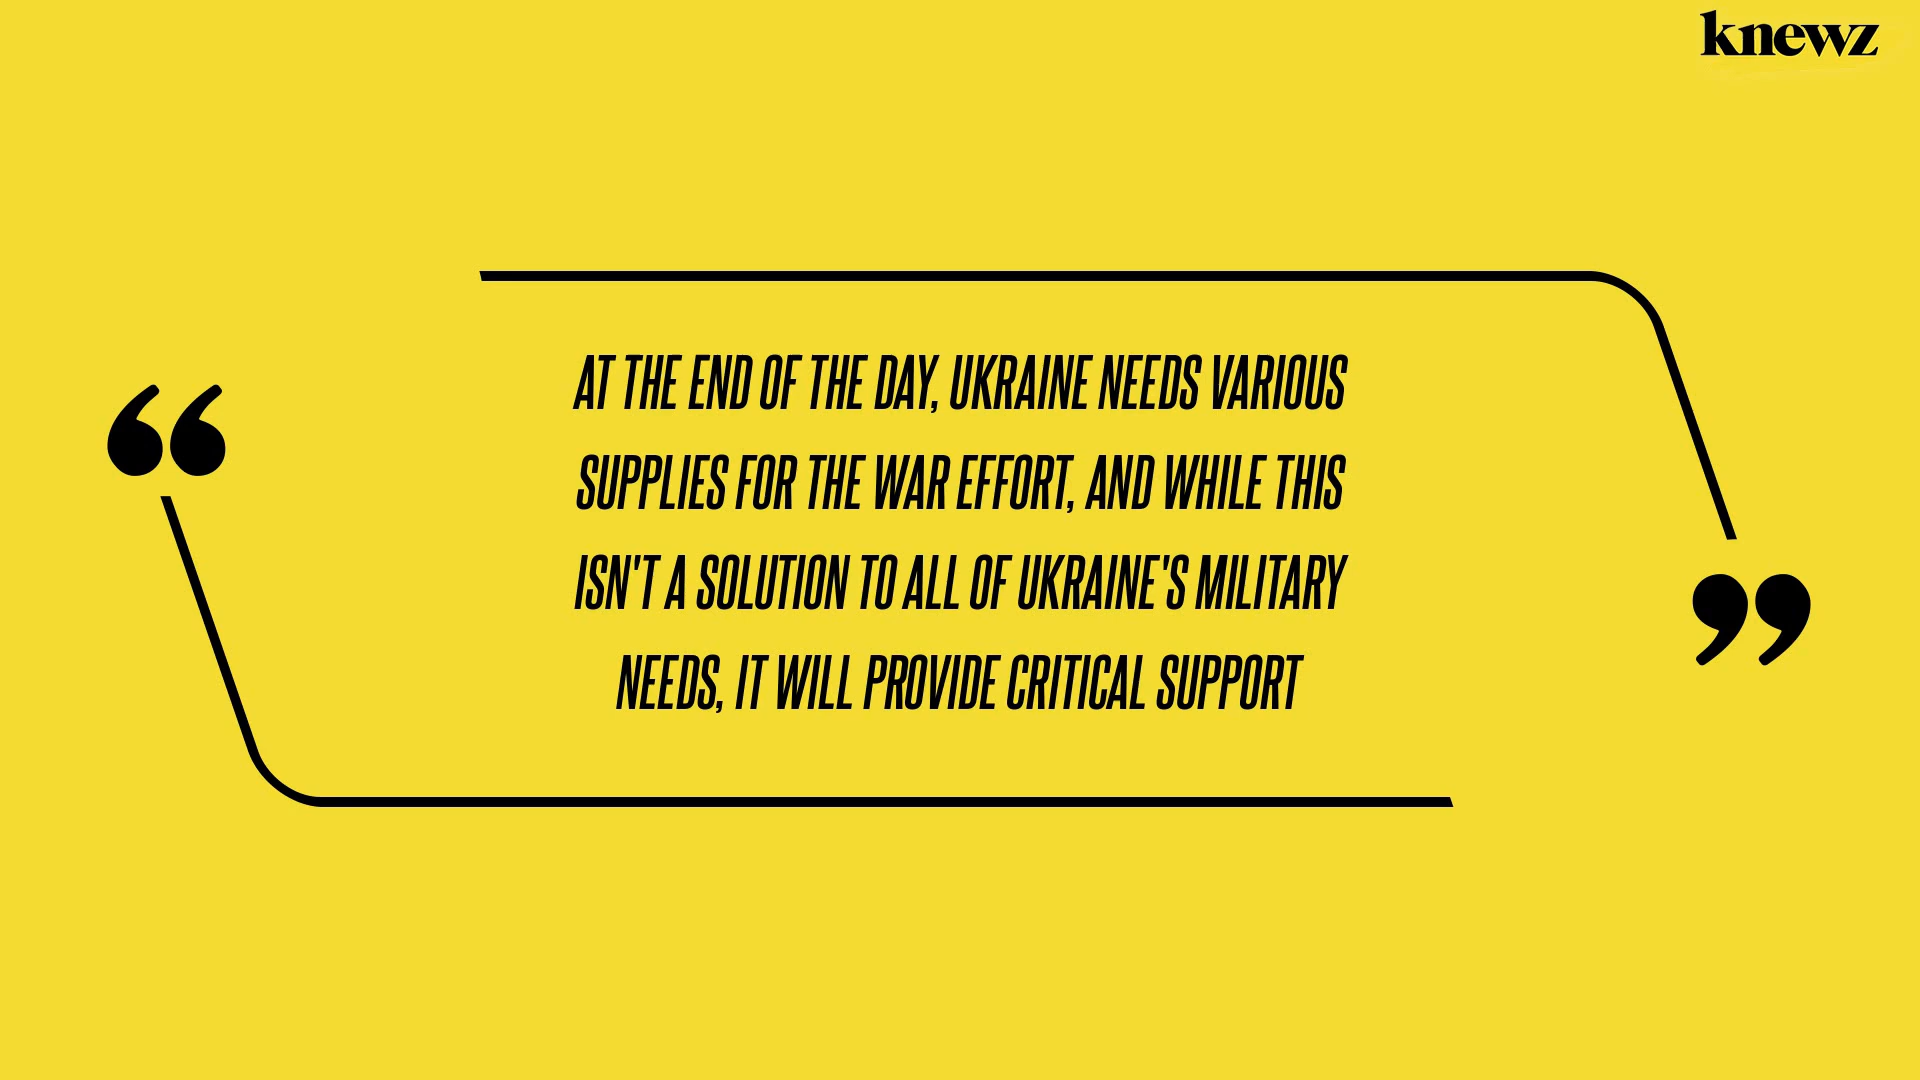 knewz
AT THE END OF THE DAY, UKRAINE NEEDS VARIOUS
SUPPLIES FOR THE WAR EFFORT, AND WHILE THIS
ISN'T A SOLUTION TO ALL OF UKRAINE'S MILITARY
NEEDS, IT WILL PROVIDE CRITICAL SUPPORT